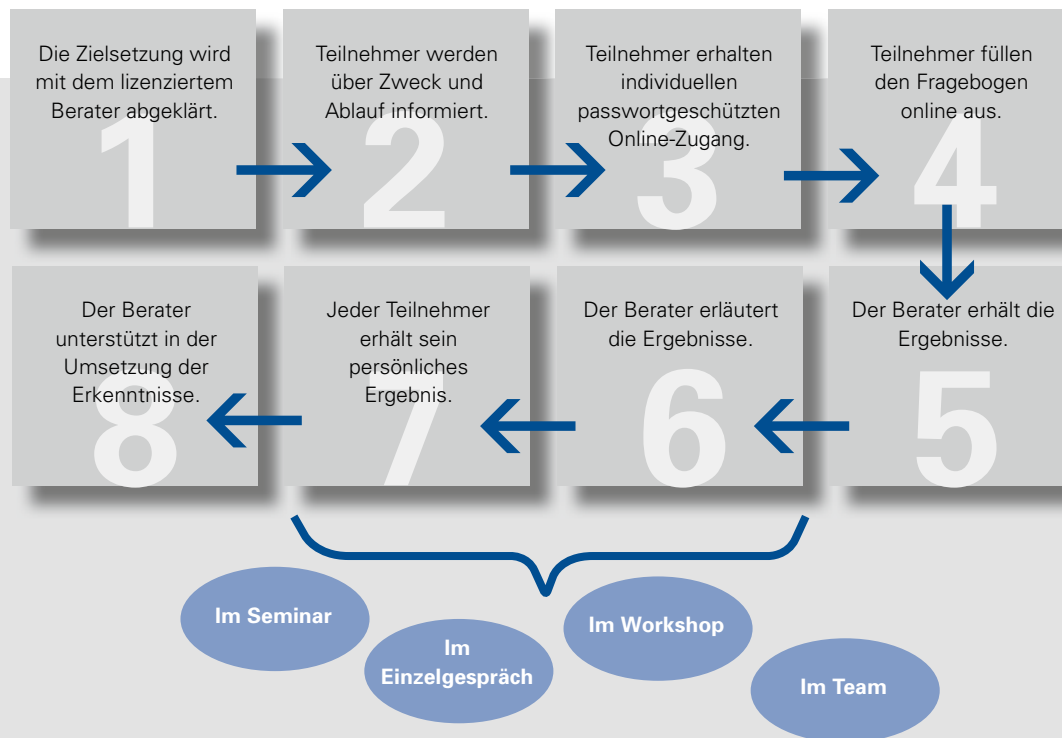 Die Zielsetzung wird
mit dem lizenziertem
Berater abgeklärt.
1
Teilnehmer werden
über Zweck und
Ablauf informiert.
2
Teilnehmer erhalten
individuellen
passwortgeschützten
Online-Zugang.
3
Teilnehmer füllen
den Fragebogen
online aus.
4
Der Berater erhält die
Ergebnisse.
5
Der Berater erläutert
die Ergebnisse.
6
Jeder Teilnehmer
erhält sein
persönliches
Ergebnis.
7
Der Berater
unterstützt in der
Umsetzung der
Erkenntnisse.
8
Im Seminar
Im
Einzelgespräch
Im Workshop
Im Team